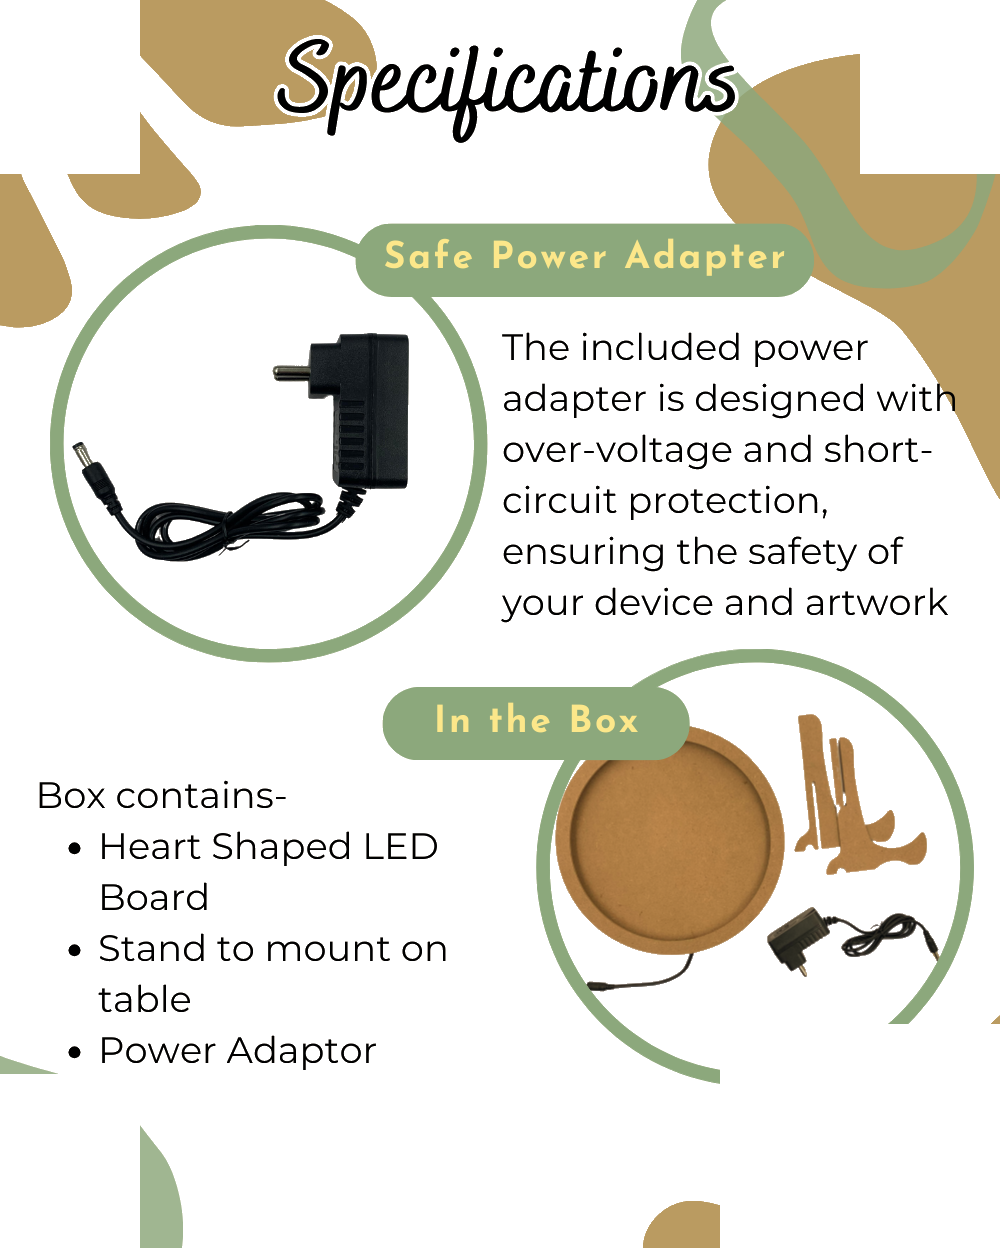 Specifications
Safe Power Adapter
The included power
adapter is designed with
over-voltage and short-
circuit protection,
ensuring the safety of
your device and artwork
In the Box
Box contains-
• Heart Shaped LED
Board
• Stand to mount on
table
• Power Adaptor